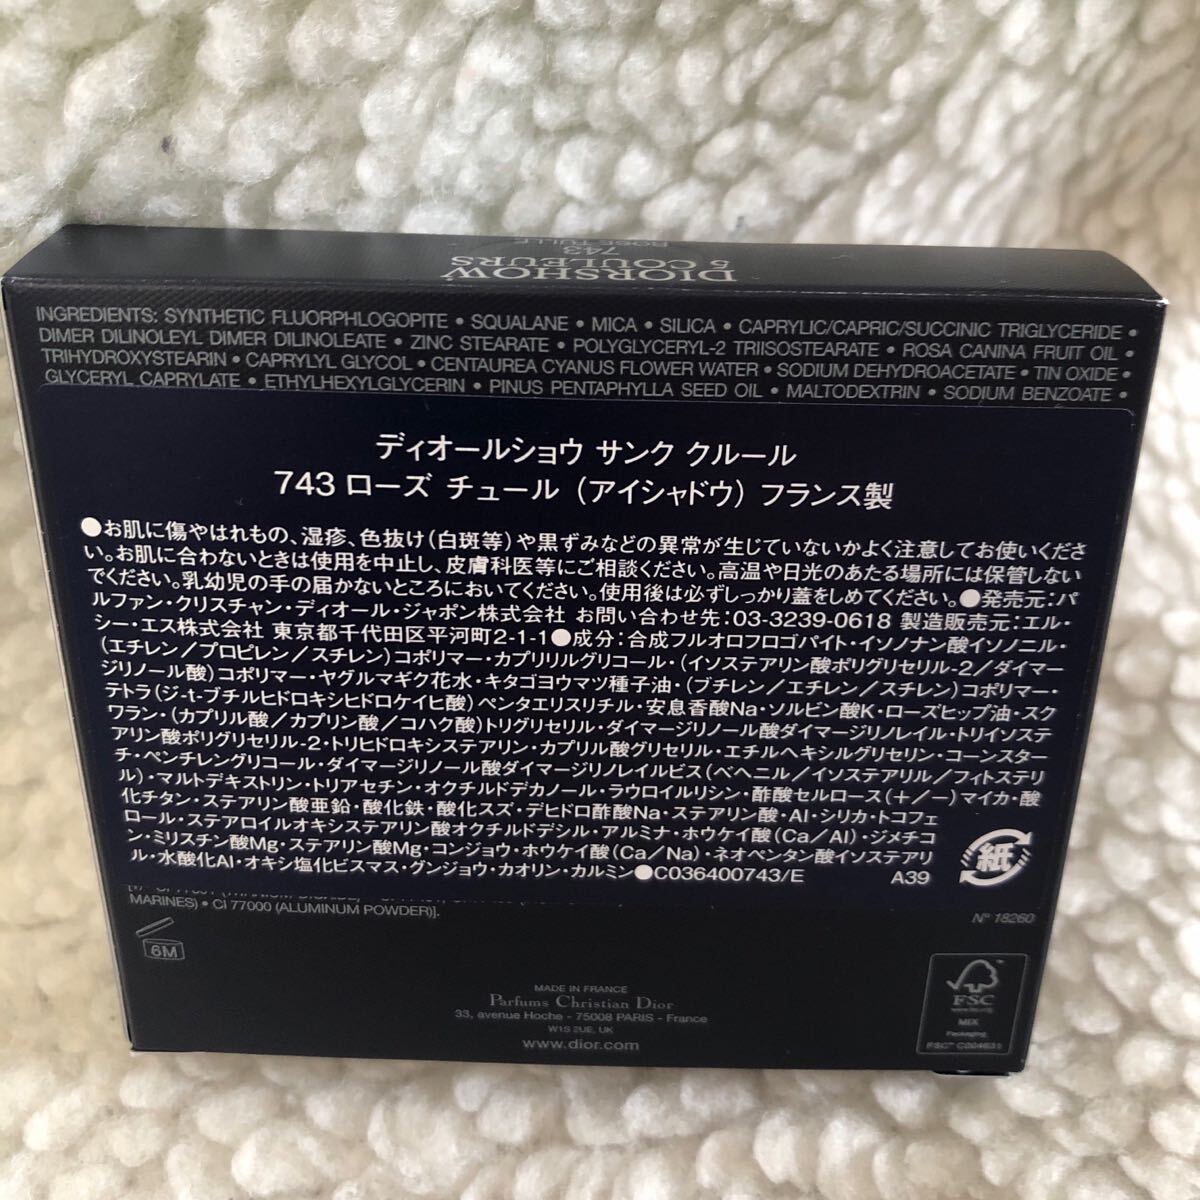 DIORSHOW
5 COULEURS
743
ROSE TULLE
INGREDIENTS: SYNTHETIC FLUORPHLOGOPITE • SQUALANE • MICA • SILICA • CAPRYLIC/CAPRIC/SUCCINIC TRIGLYCERIDE •
DIMER DILINOLEYL DIMER DILINOLEATE • ZINC STEARATE • POLYGLYCERYL-2 TRIISOSTEARATE • ROSA CANINA FRUIT OIL •
TRIHYDROXYSTEARIN • CAPRYLYL GLYCOL • CENTAUREA CYANUS FLOWER WATER • SODIUM DEHYDROACETATE • TIN OXIDE •
GLYCERYL CAPRYLATE • ETHYLHEXYLGLYCERIN • PINUS PENTAPHYLLA SEED OIL • MALTODEXTRIN • SODIUM BENZOATE •
ディオールショウ サンク クルール
743 ローズ チュール (アイシャドウ) フランス製
●お肌に傷やはれもの、湿疹、色抜け(白斑等)や黒ずみなどの異常が生じていないかよく注意してお使いくださ
い。お肌に合わないときは使用を中止し、皮膚科医等にご相談ください。高温や日光のあたる場所には保管しない
でください。乳幼児の手の届かないところにおいてください。使用後は必ずしっかり蓋をしめてください。●発売元:パ
ルファン・クリスチャン・ディオール・ジャポン株式会社 お問い合わせ先:03-3239-0618 製造販売元:エル・
シー・エス株式会社 東京都千代田区平河町2-1-1●成分:合成フルオロフロゴパイト・イソノナン酸イソノニル・
(エチレン/プロピレン/スチレン)コポリマー・カプリリルグリコール・(イソステアリン酸ポリグリセリル-2/ダイマー
ジリノール酸)コポリマー・ヤグルマギク花水・キタゴヨウマツ種子油・(ブチレン/エチレン/スチレン)コポリマー・
テトラ(ジ-t-ブチルヒドロキシヒドロケイヒ酸)ペンタエリスリチル・安息香酸Na・ソルビン酸K・ローズヒップ油・スク
ワラン・(カプリル酸/カプリン酸/コハク酸)トリグリセリル・ダイマージリノール酸ダイマージリノレイル・トリイソステ
アリン酸ポリグリセリル-2・トリヒドロキシステアリン・カプリル酸グリセリル・エチルヘキシルグリセリン・コーンスター
チ・ペンチレングリコール・ダイマージリノール酸ダイマージリノレイルビス(ベヘニル/イソステアリル/フィトステリ
ル)・マルトデキストリン・トリアセチン・オクチルドデカノール・ラウロイルリシン・酢酸セルロース(+/-)マイカ・酸
化チタン・ステアリン酸亜鉛・酸化鉄・酸化スズ・デヒドロ酢酸Na・ステアリン酸・Al・シリカ・トコフェ
ロール・ステアロイルオキシステアリン酸オクチルドデシル・アルミナ・ホウケイ酸(Ca/Al)・ジメチコ
ン・ミリスチン酸Mg・ステアリン酸Mg・コンジョウ・ホウケイ酸(Ca/Na)・ネオペンタン酸イソステアリ
ル・水酸化Al・オキシ塩化ビスマス・グンジョウ・カオリン・カルミン●C036400743/E A39
紙
MARINES) • CI 77000 (ALUMINUM POWDER)].
N° 18260
6M
MADE IN FRANCE
Parfums Christian Dior
33, avenue Hoche - 75008 PARIS - France
W1S 2UE, UK
www.dior.com
FSC
www.fsc.org
MIX
Packaging
FSC™ C004631